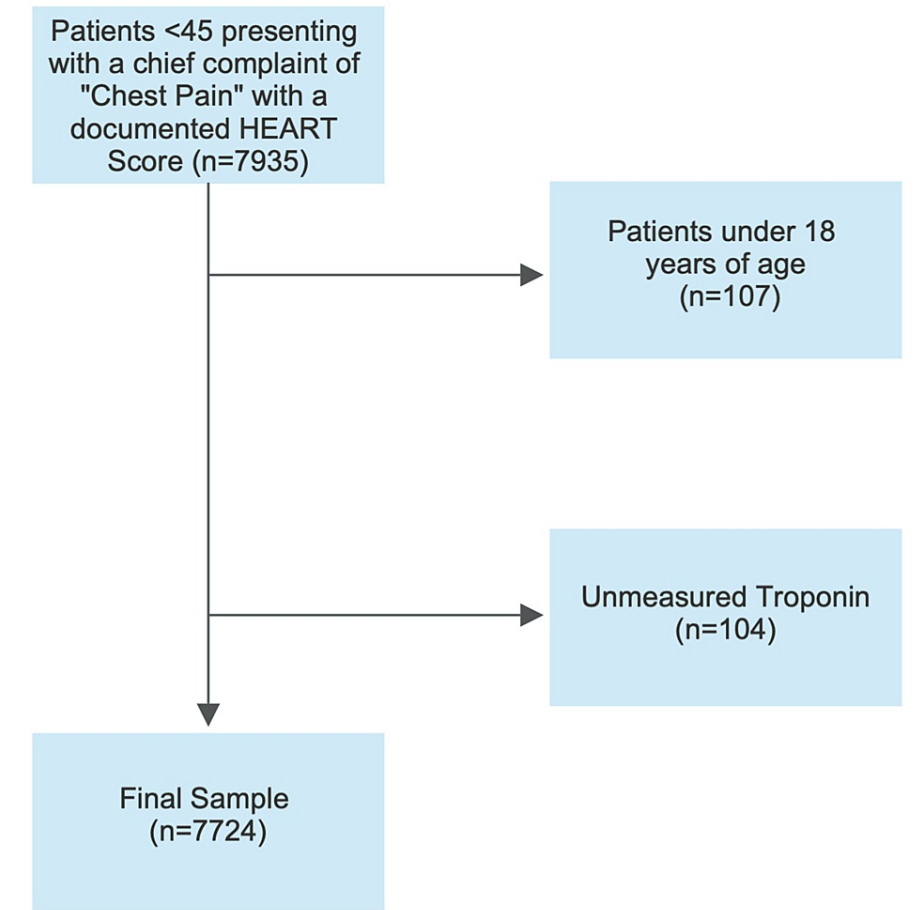 Patients <45 presenting
with a chief complaint of
"Chest Pain" with a
documented HEART
Score (n=7935)
Patients under 18
years of age
(n=107)
Unmeasured Troponin
(n=104)
Final Sample
(n=7724)